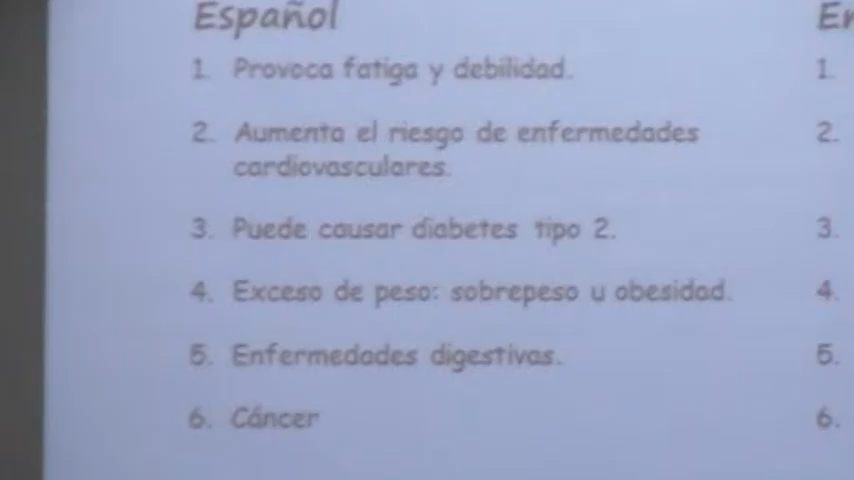 Español
1. Provoca fatiga y debilidad.
2. Aumenta el riesgo de enfermedades
cardiovasculares.
3. Puede causar diabetes tipo 2.
4. Exceso de peso: sobrepeso u obesidad.
5. Enfermedades digestivas.
6. Cáncer
En
1.
2.
3.
4.
5.
6.